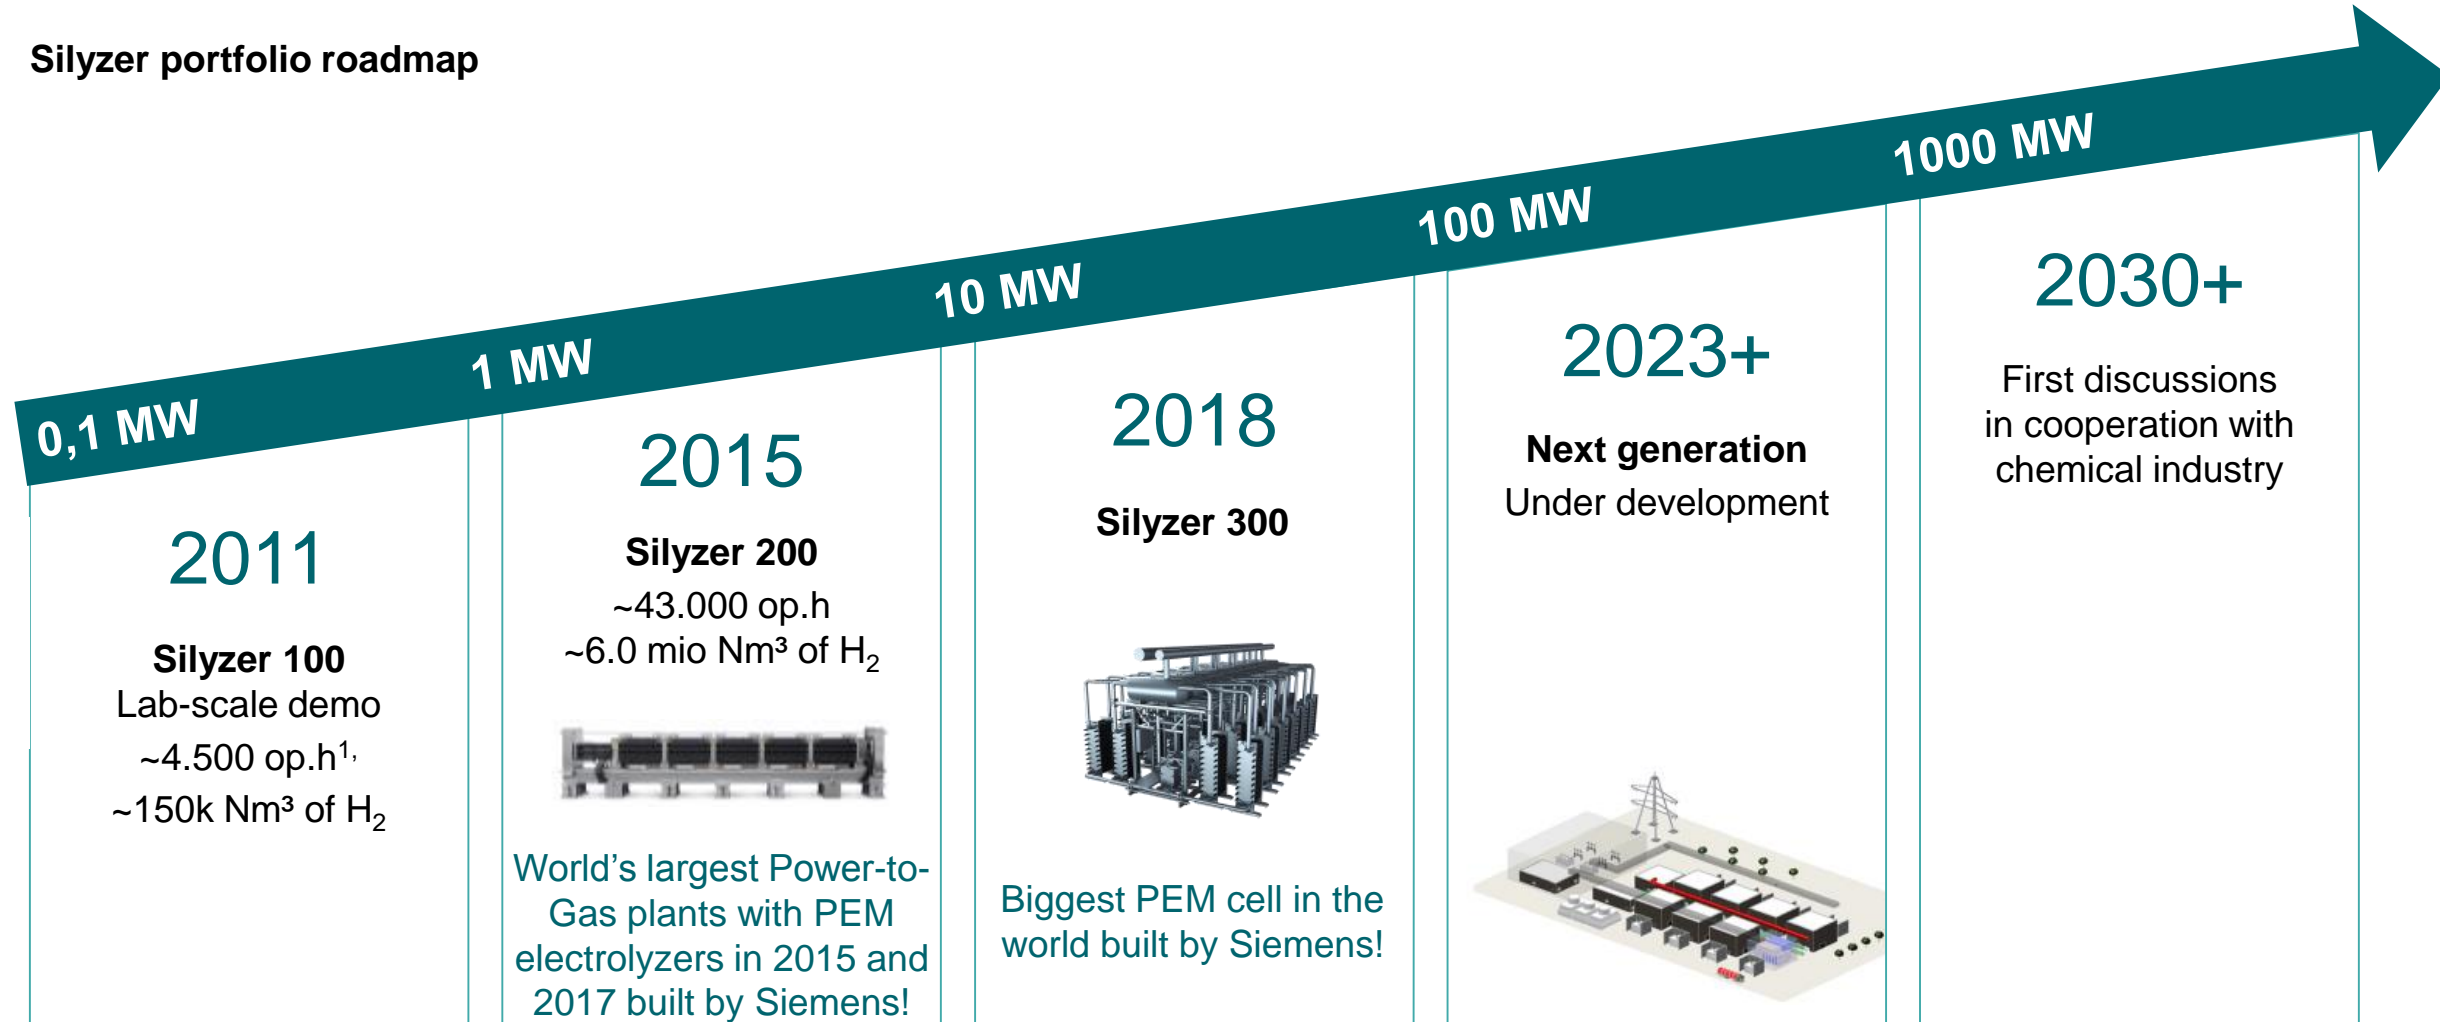 Silyzer portfolio roadmap
0,1 MW
1 MW
10 MW
100 MW
1000 MW
2011
Silyzer 100
Lab-scale demo
~4.500 op.h¹,
~150k Nm³ of H₂
2015
Silyzer 200
~43.000 op.h
~6.0 mio Nm³ of H₂
World’s largest Power-to-
Gas plants with PEM
electrolyzers in 2015 and
2017 built by Siemens!
2018
Silyzer 300
Biggest PEM cell in the
world built by Siemens!
2023+
Next generation
Under development
2030+
First discussions
in cooperation with
chemical industry